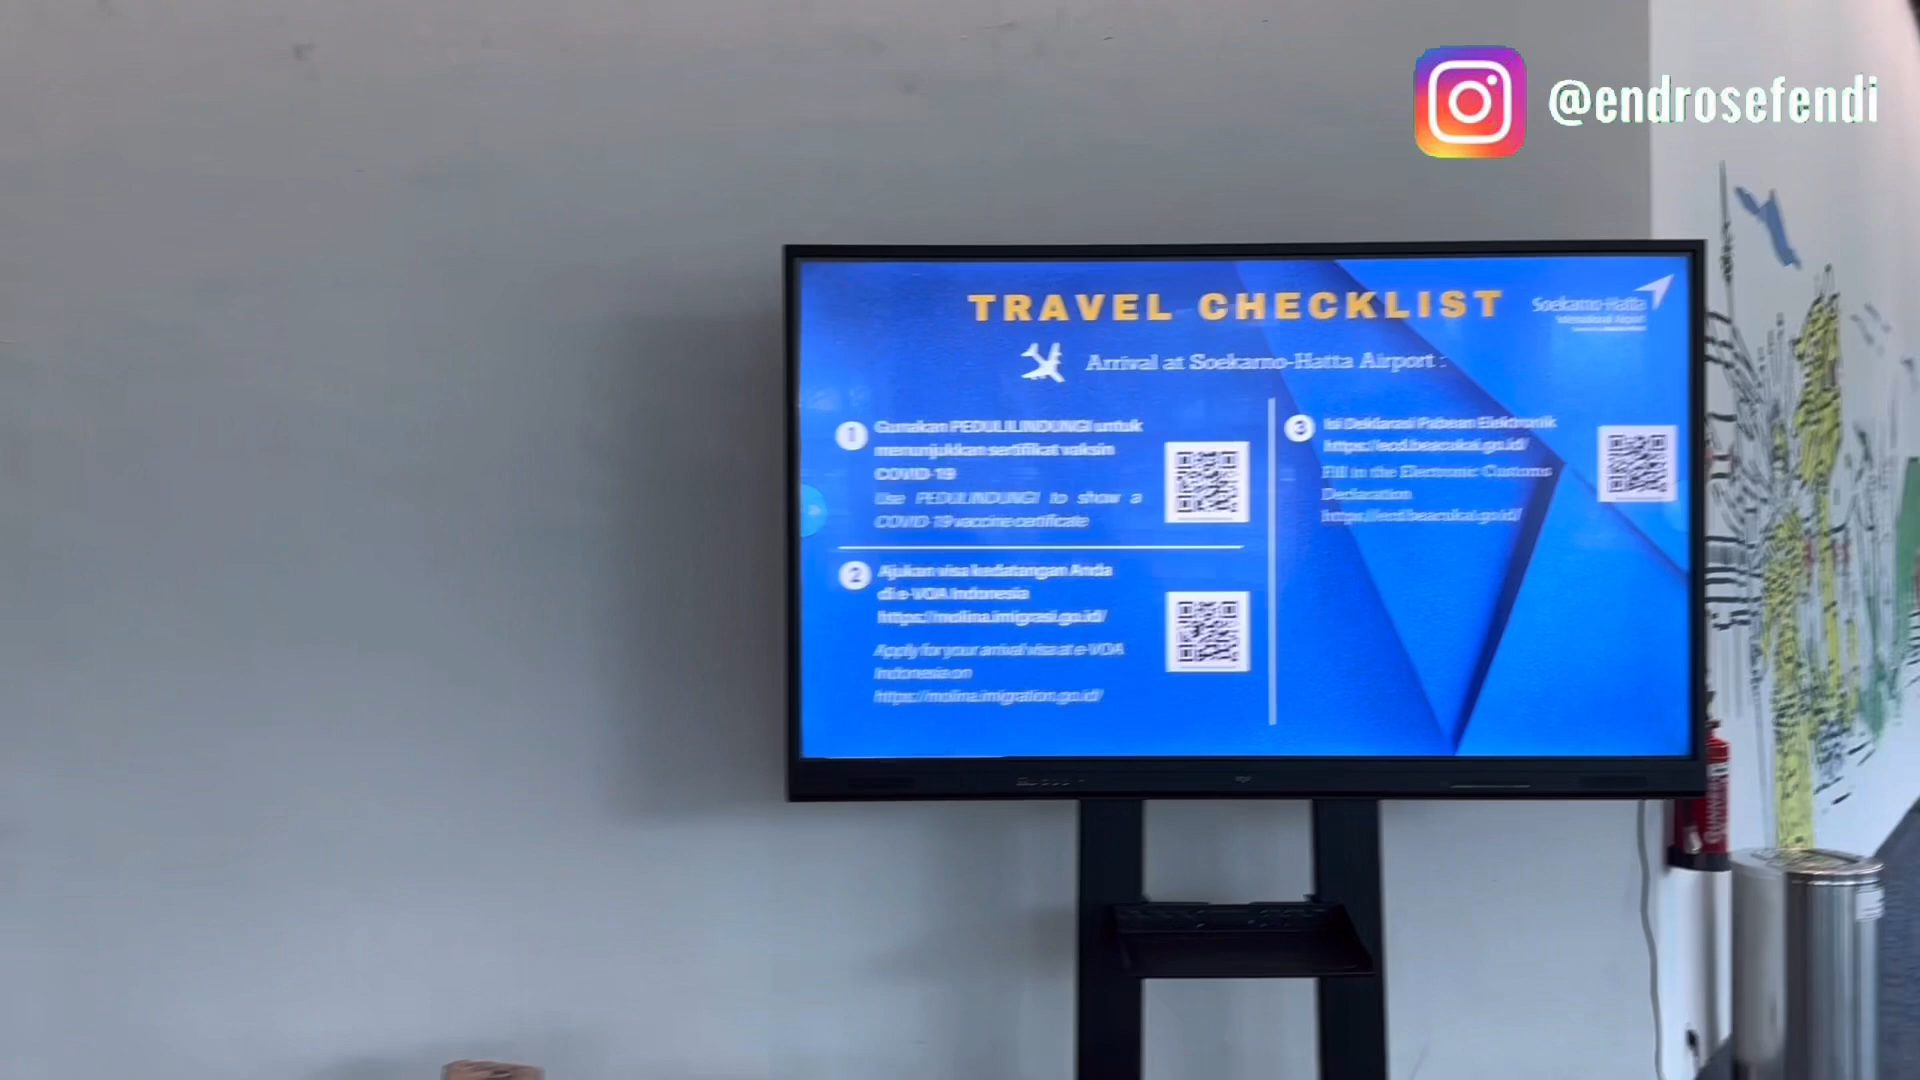 @endrosefendi
TRAVEL CHECKLIST
Soekarno-Hatta
International Airport
Arrival at Soekarno-Hatta Airport :
1
Gunakan PEDULILINDUNGI untuk
menunjukkan sertifikat vaksin
COVID-19
Use PEDULINDUNGI to show a
COVID-19 vaccine certificate
2
Ajukan visa kedatangan Anda
di e-VOA Indonesia
https://molina.imigrasi.go.id/
Apply for your arrival visa at e-VOA
Indonesia on
https://molina.imigration.go.id/
3
Isi Deklarasi Pabean Elektronik
https://ecd.beacukai.go.id/
Fill in the Electronic Customs
Declaration
https://ecd.beacukai.go.id/